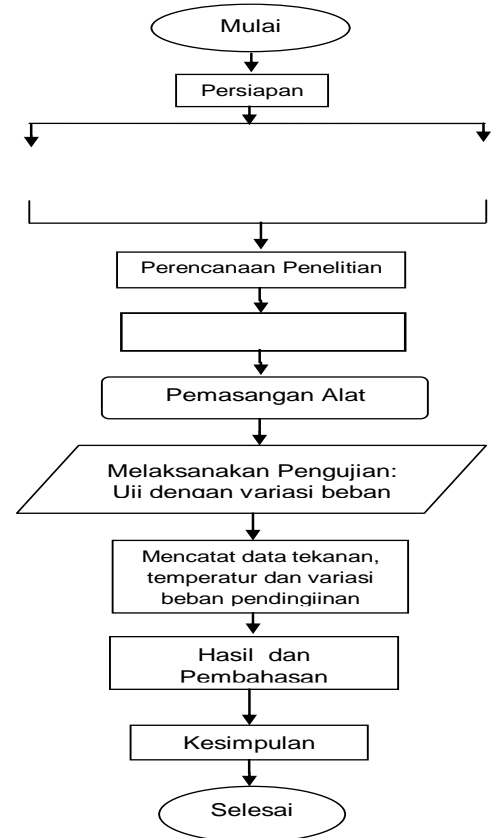 Mulai
Persiapan
Perencanaan Penelitian
Pemasangan Alat
Melaksanakan Pengujian:
Uji dengan variasi beban
Mencatat data tekanan,
temperatur dan variasi
beban pendingiinan
Hasil dan
Pembahasan
Kesimpulan
Selesai